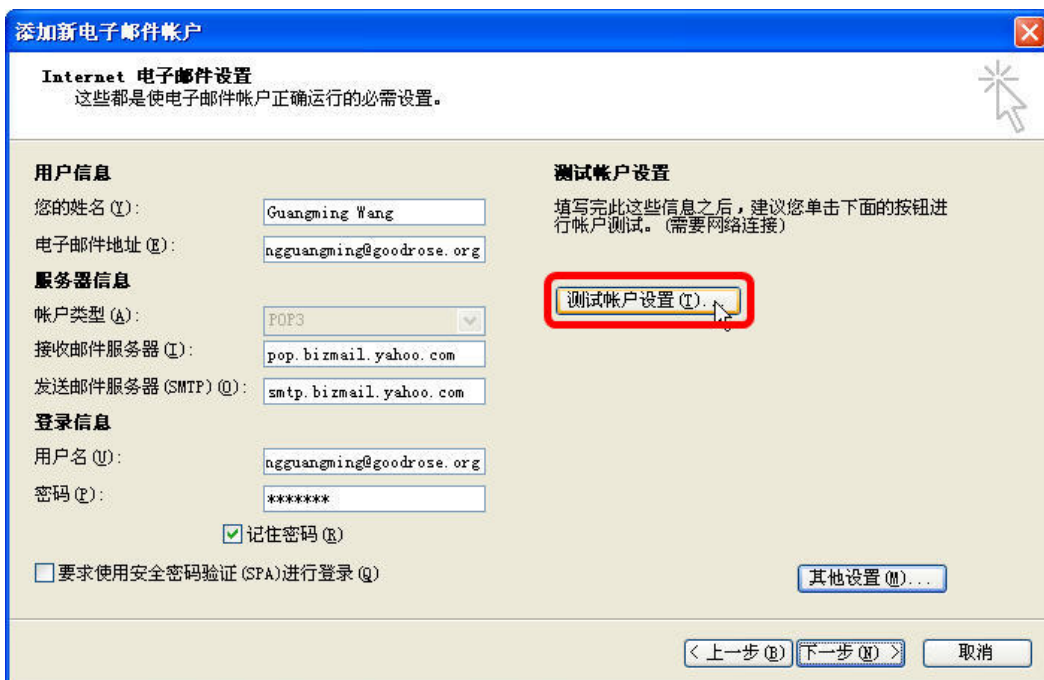 添加新电子邮件帐户
Internet 电子邮件设置
这些都是使电子邮件帐户正确运行的必需设置。
用户信息
您的姓名(Y):
Guangming Wang
电子邮件地址(E):
ngguangming@goodrose.org
服务器信息
帐户类型(A):
POP3
接收邮件服务器(I):
pop.bizmail.yahoo.com
发送邮件服务器(SMTP)(O):
smtp.bizmail.yahoo.com
登录信息
用户名(U):
ngguangming@goodrose.org
密码(P):
*******
记住密码(R)
要求使用安全密码验证(SPA)进行登录(Q)
测试帐户设置
填写完此这些信息之后，建议您单击下面的按钮进
行帐户测试。(需要网络连接)
测试帐户设置(T)...
其他设置(M)...
< 上一步(B)
下一步(N) >
取消